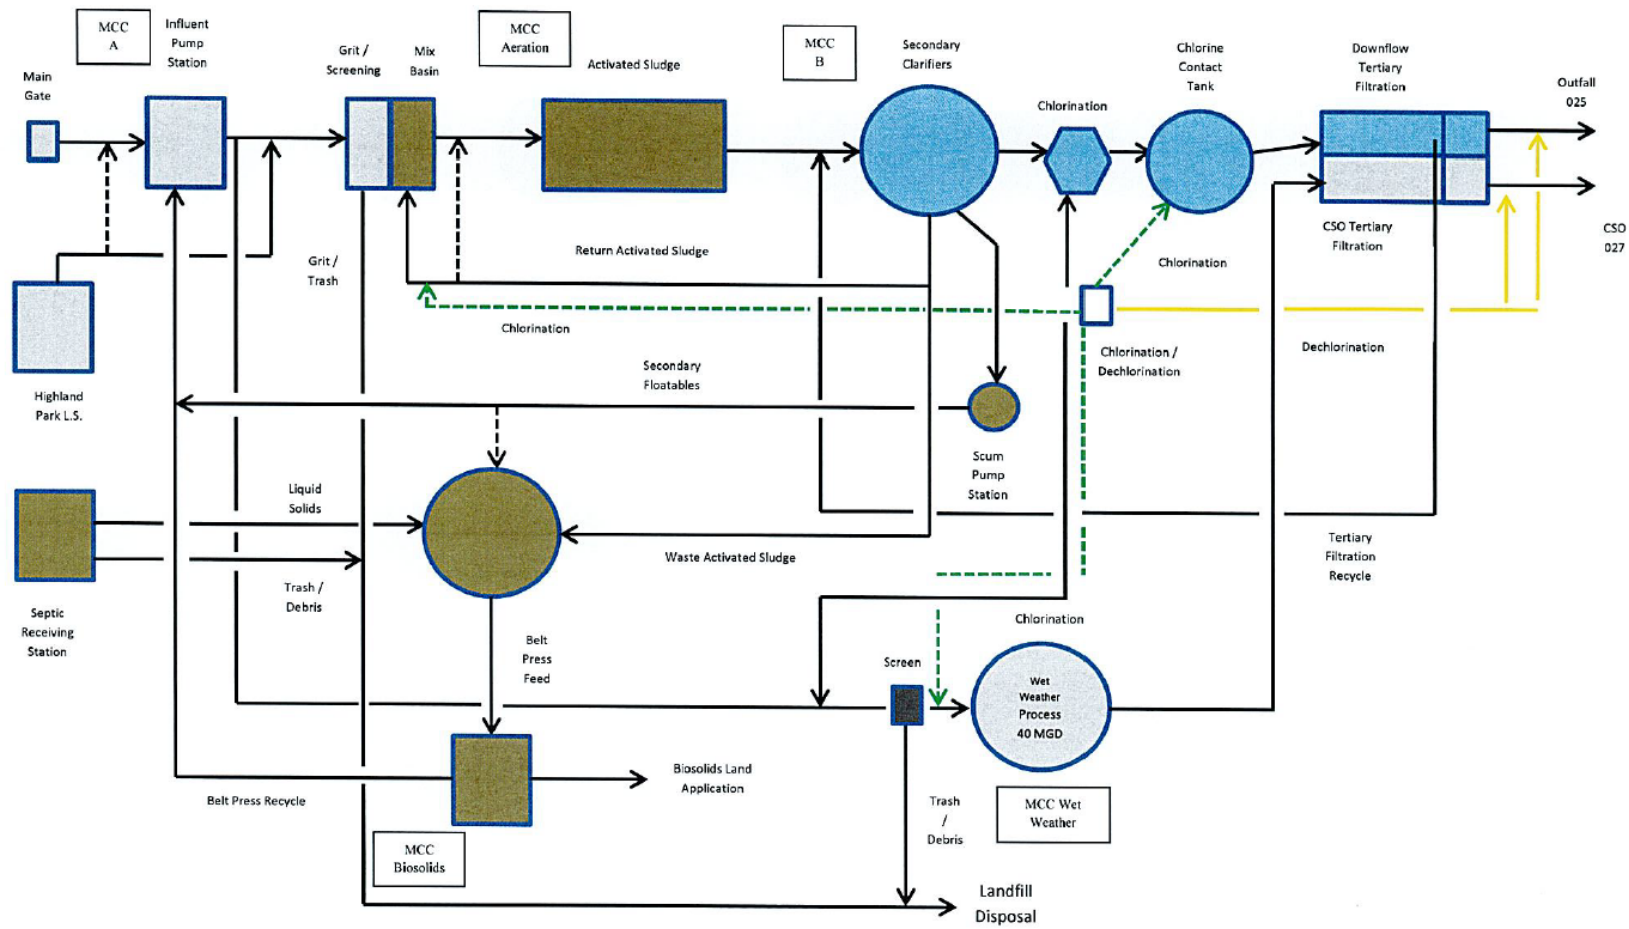 MCC
A
Influent
Pump
Station
Main
Gate
Grit /
Screening
Mix
Basin
MCC
Aeration
Activated Sludge
MCC
B
Secondary
Clarifiers
Chlorination
Chlorine
Contact
Tank
Downflow
Tertiary
Filtration
Outfall
025
CSO
027
CSO Tertiary
Filtration
Highland
Park L.S.
Grit /
Trash
Return Activated Sludge
Chlorination
Chlorination
Chlorination /
Dechlorination
Dechlorination
Secondary
Floatables
Scum
Pump
Station
Liquid
Solids
Septic
Receiving
Station
Trash /
Debris
Waste Activated Sludge
Tertiary
Filtration
Recycle
Belt
Press
Feed
Chlorination
Screen
Wet
Weather
Process
40 MGD
Belt Press Recycle
Biosolids Land
Application
MCC
Biosolids
Trash
/
Debris
MCC Wet
Weather
Landfill
Disposal